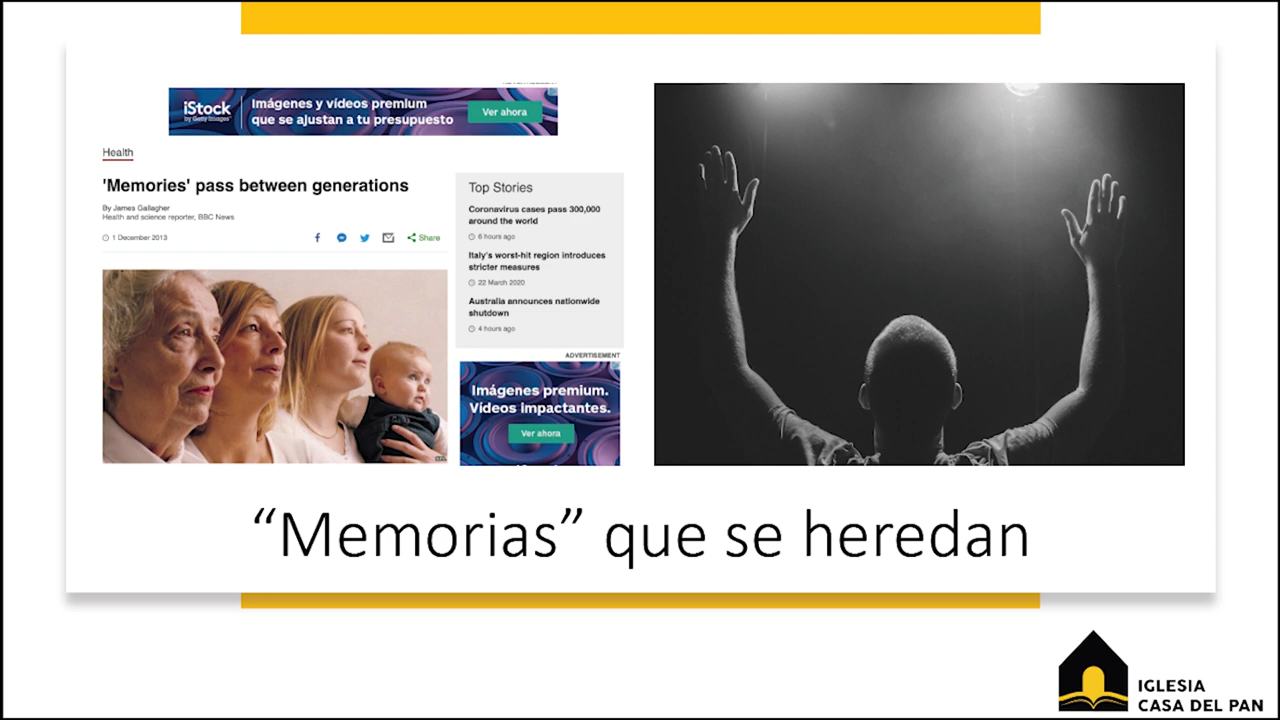 iStock
by Getty Images
Imágenes y vídeos premium
que se ajustan a tu presupuesto
Ver ahora
Health
'Memories' pass between generations
By James Gallagher
Health and science reporter, BBC News
1 December 2013
Share
Top Stories
Coronavirus cases pass 300,000
around the world
6 hours ago
Italy's worst-hit region introduces
stricter measures
22 March 2020
Australia announces nationwide
shutdown
4 hours ago
ADVERTISEMENT
Imágenes premium.
Vídeos impactantes.
Ver ahora
“Memorias” que se heredan
IGLESIA
CASA DEL PAN